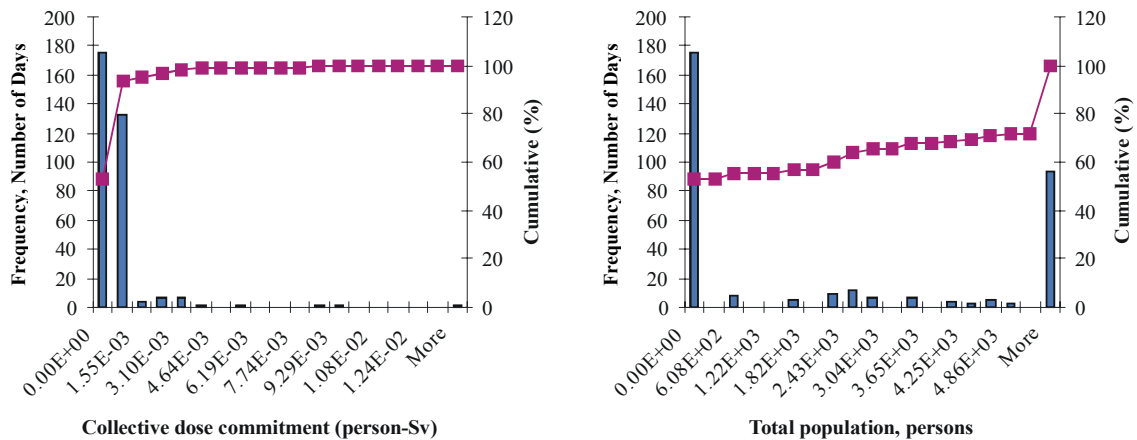 200
180
160
140
120
100
80
60
40
20
0
Frequency, Number of Days
120
100
80
60
40
20
0
Cumulative (%)
0.00E+00
1.55E-03
3.10E-03
4.64E-03
6.19E-03
7.74E-03
9.29E-03
1.08E-02
1.24E-02
More
Collective dose commitment (person-Sv)
200
180
160
140
120
100
80
60
40
20
0
Frequency, Number of Days
120
100
80
60
40
20
0
Cumulative (%)
0.00E+00
6.08E+02
1.22E+03
1.82E+03
2.43E+03
3.04E+03
3.65E+03
4.25E+03
4.86E+03
More
Total population, persons